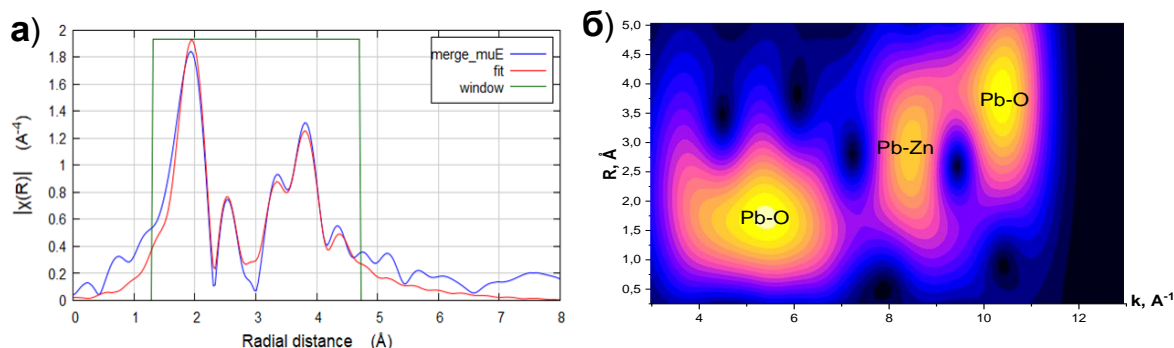 а)
2
1.8
1.6
1.4
1.2
1
0.8
0.6
0.4
0.2
0
|χ(R)| (A⁻⁴)
merge_muE
fit
window
0 1 2 3 4 5 6 7 8
Radial distance (Å)
б)
5,0
4,5
4,0
3,5
3,0
2,5
2,0
1,5
1,0
0,5
R, Å
Pb-O
Pb-Zn
Pb-O
4 6 8 10 12
k, A⁻¹